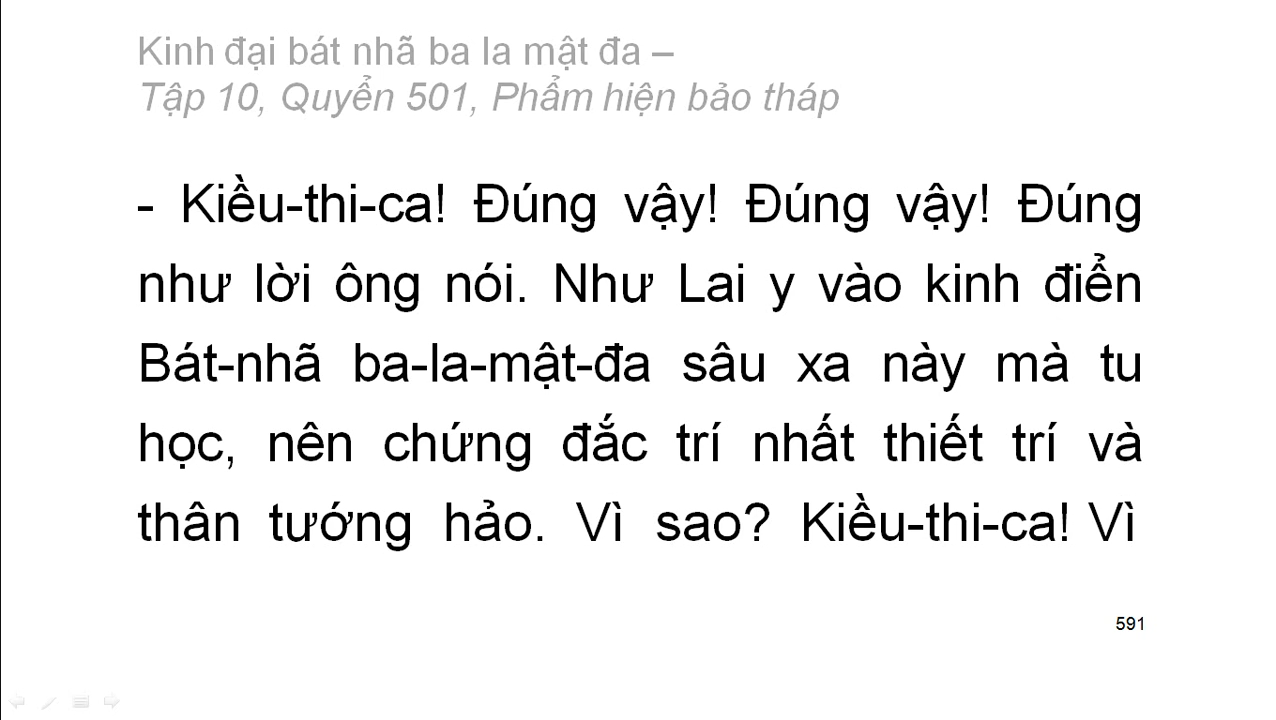 Kinh đại bát nhã ba la mật đa –
Tập 10, Quyển 501, Phẩm hiện bảo tháp
- Kiều-thi-ca! Đúng vậy! Đúng vậy! Đúng
như lời ông nói. Như Lai y vào kinh điển
Bát-nhã ba-la-mật-đa sâu xa này mà tu
học, nên chứng đắc trí nhất thiết trí và
thân tướng hảo. Vì sao? Kiều-thi-ca! Vì
591